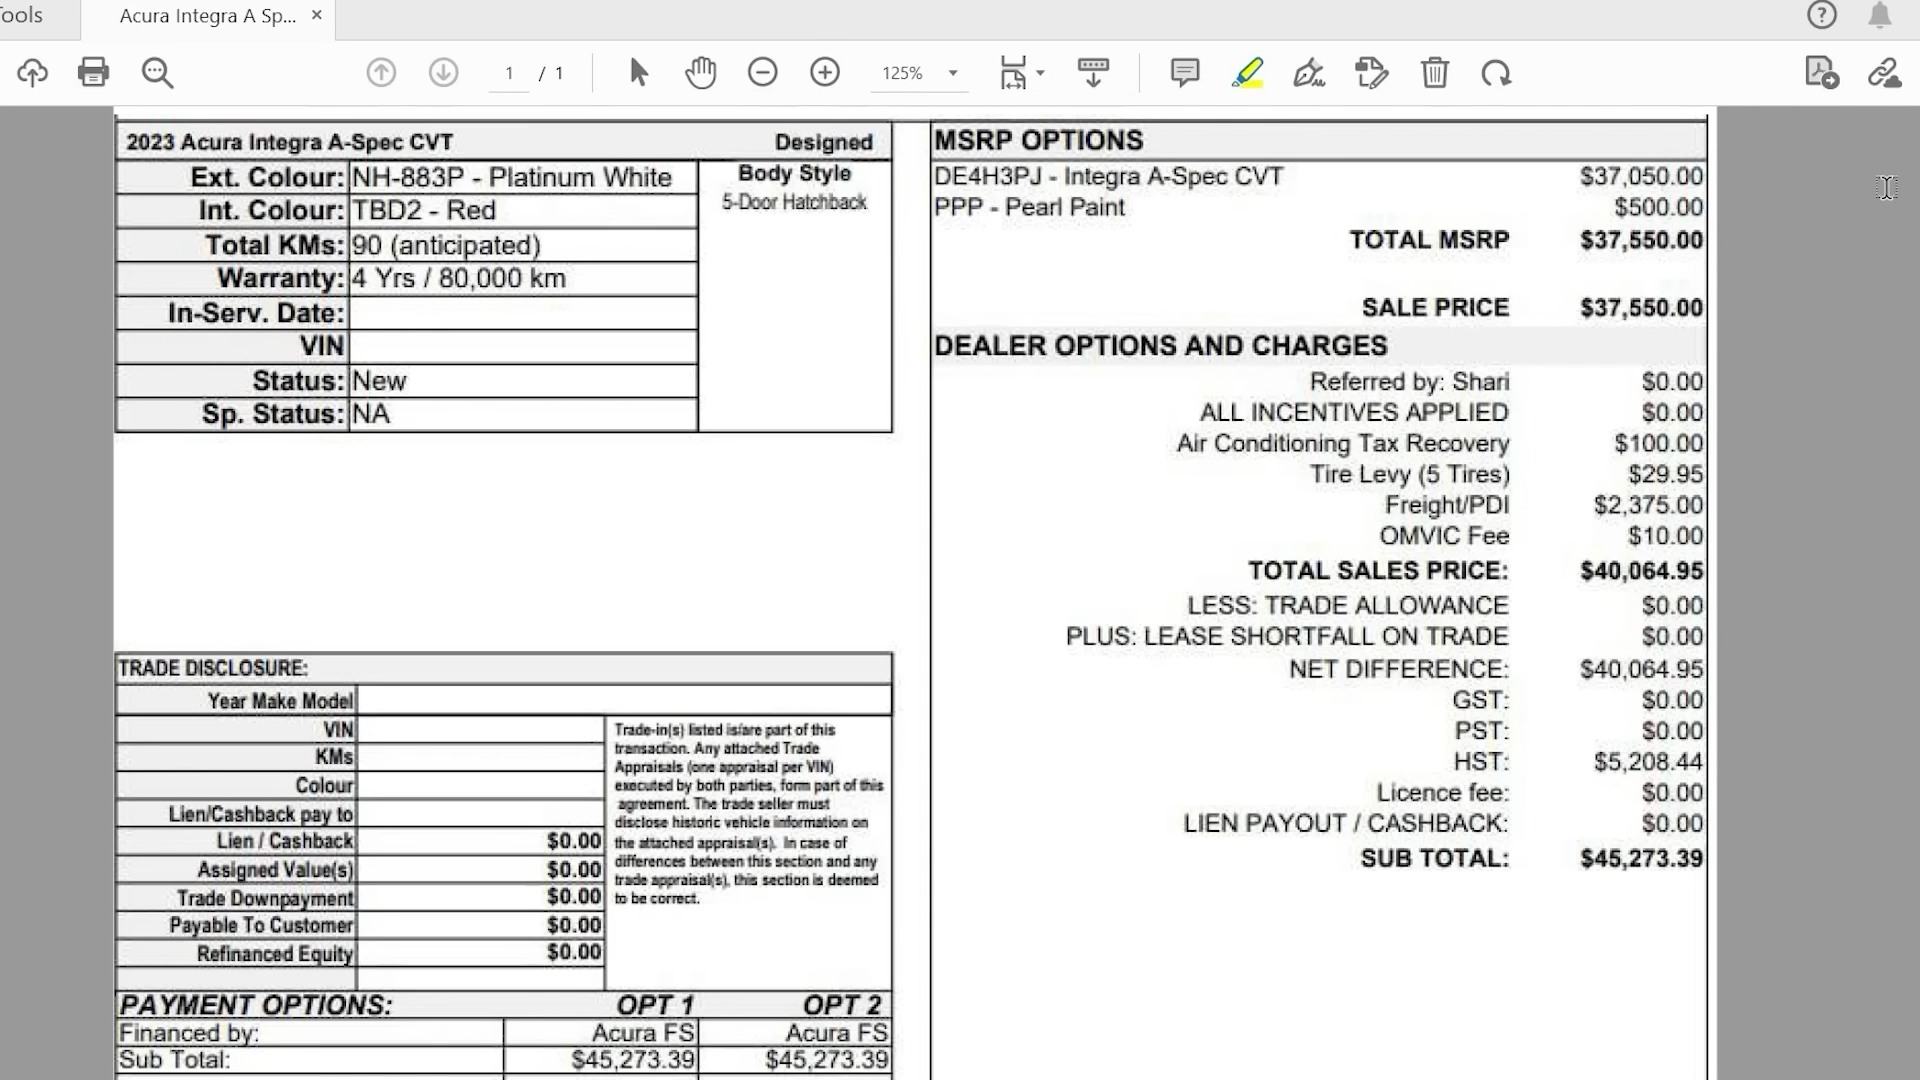 ools
Acura Integra A Sp...
1 / 1
125%
2023 Acura Integra A-Spec CVT Designed
Ext. Colour: NH-883P - Platinum White
Int. Colour: TBD2 - Red
Total KMs: 90 (anticipated)
Warranty: 4 Yrs / 80,000 km
In-Serv. Date:
VIN
Status: New
Sp. Status: NA
Body Style
5-Door Hatchback
TRADE DISCLOSURE:
Year Make Model
VIN
KMs
Colour
Lien/Cashback pay to
Lien / Cashback $0.00
Assigned Value(s) $0.00
Trade Downpayment $0.00
Payable To Customer $0.00
Refinanced Equity $0.00
Trade-in(s) listed is/are part of this
transaction. Any attached Trade
Appraisals (one appraisal per VIN)
executed by both parties, form part of this
agreement. The trade seller must
disclose historic vehicle information on
the attached appraisal(s). In case of
differences between this section and any
trade appraisal(s), this section is deemed
to be correct.
PAYMENT OPTIONS: OPT 1 OPT 2
Financed by: Acura FS Acura FS
Sub Total: $45,273.39 $45,273.39
MSRP OPTIONS
DE4H3PJ - Integra A-Spec CVT $37,050.00
PPP - Pearl Paint $500.00
TOTAL MSRP $37,550.00
SALE PRICE $37,550.00
DEALER OPTIONS AND CHARGES
Referred by: Shari $0.00
ALL INCENTIVES APPLIED $0.00
Air Conditioning Tax Recovery $100.00
Tire Levy (5 Tires) $29.95
Freight/PDI $2,375.00
OMVIC Fee $10.00
TOTAL SALES PRICE: $40,064.95
LESS: TRADE ALLOWANCE $0.00
PLUS: LEASE SHORTFALL ON TRADE $0.00
NET DIFFERENCE: $40,064.95
GST: $0.00
PST: $0.00
HST: $5,208.44
Licence fee: $0.00
LIEN PAYOUT / CASHBACK: $0.00
SUB TOTAL: $45,273.39